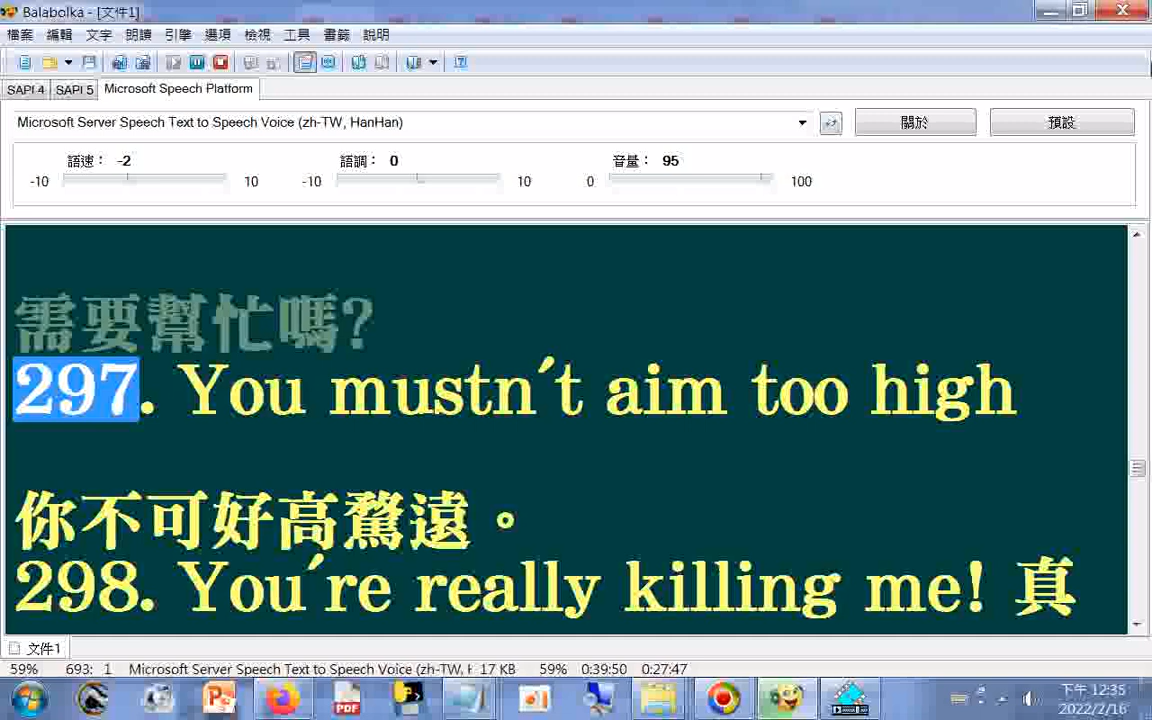 Balabolka - [文件1]
檔案 編輯 文字 朗讀 引擎 選項 檢視 工具 書籤 說明
SAPI 4 SAPI 5 Microsoft Speech Platform
Microsoft Server Speech Text to Speech Voice (zh-TW, HanHan) 關於 預設
語速： -2 語調： 0 音量： 95
-10 10 -10 10 0 100
需要幫忙嗎?
297. You mustn't aim too high
你不可好高騖遠。
298. You're really killing me! 真
文件1
59% 693: 1 Microsoft Server Speech Text to Speech Voice (zh-TW, 17 KB 59% 0:39:50 0:27:47
PDF
下午 12:35
2022/2/16